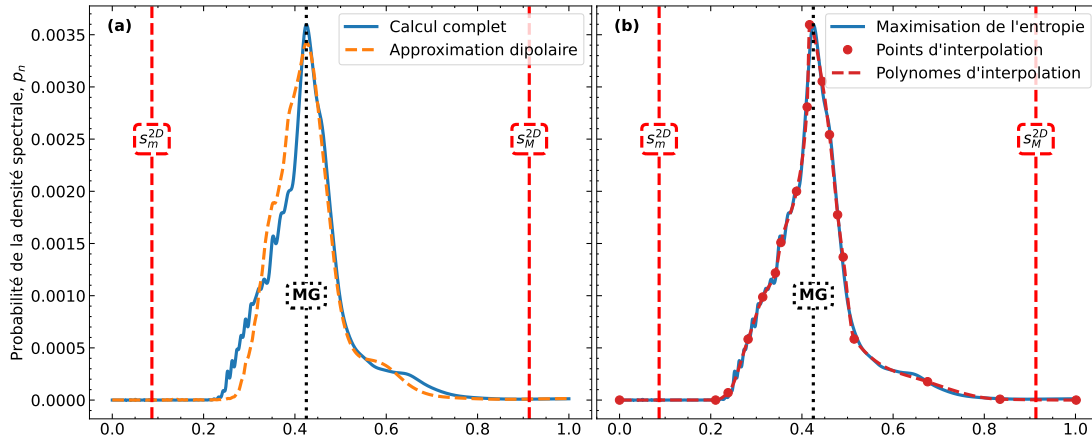 (a)
Calcul complet
Approximation dipolaire
Probabilité de la densité spectrale, pₙ
0.0035
0.0030
0.0025
0.0020
0.0015
0.0010
0.0005
0.0000
s_m^{2D}
s_M^{2D}
MG
0.0 0.2 0.4 0.6 0.8 1.0
(b)
Maximisation de l'entropie
Points d'interpolation
Polynomes d'interpolation
s_m^{2D}
s_M^{2D}
MG
0.0 0.2 0.4 0.6 0.8 1.0